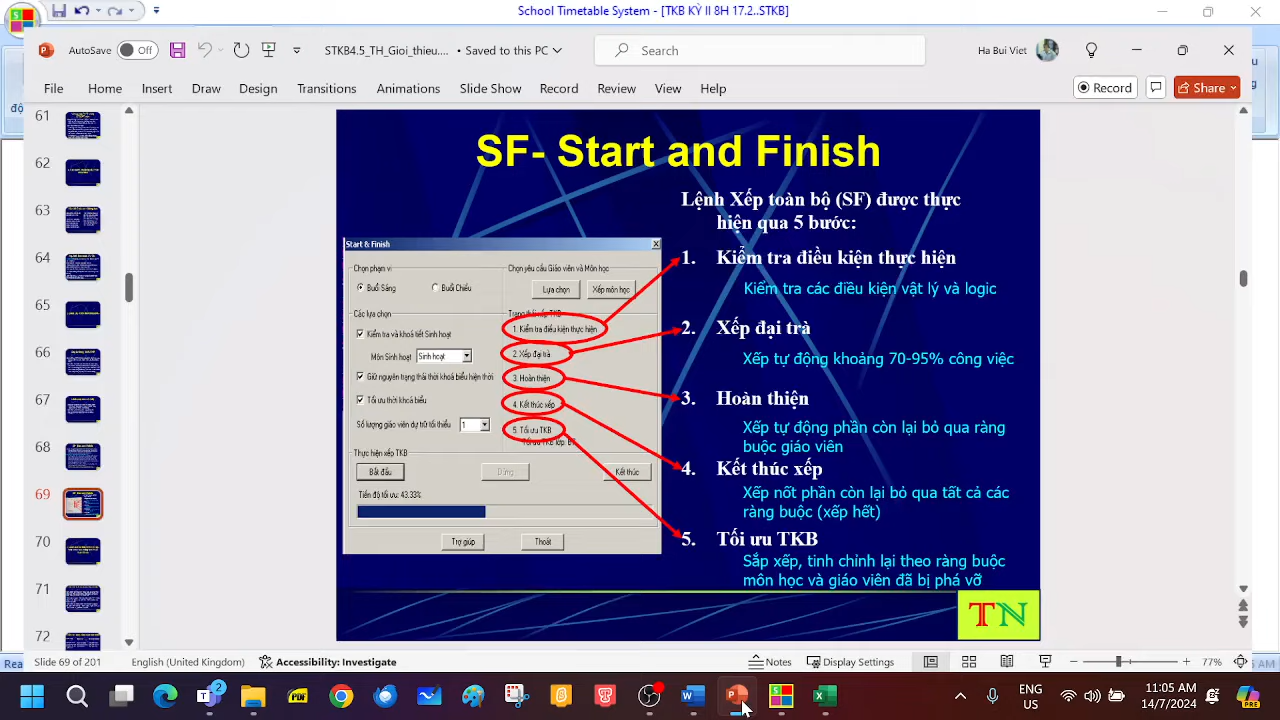 School Timetable System - [TKB KỲ II 8H 17.2..STKB]
AutoSave Off STKB4.5_TH_Gioi_thieu.... • Saved to this PC Search Ha Bui Viet
File Home Insert Draw Design Transitions Animations Slide Show Record Review View Help Record Share
61
62
63
64
65
66
67
68
69
70
71
72
SF- Start and Finish
Lệnh Xếp toàn bộ (SF) được thực
hiện qua 5 bước:
1. Kiểm tra điều kiện thực hiện
Kiểm tra các điều kiện vật lý và logic
2. Xếp đại trà
Xếp tự động khoảng 70-95% công việc
3. Hoàn thiện
Xếp tự động phần còn lại bỏ qua ràng
buộc giáo viên
4. Kết thúc xếp
Xếp nốt phần còn lại bỏ qua tất cả các
ràng buộc (xếp hết)
5. Tối ưu TKB
Sắp xếp, tinh chỉnh lại theo ràng buộc
môn học và giáo viên đã bị phá vỡ
Start & Finish
Chọn phạm vi
Buổi Sáng Buổi Chiều
Chọn yêu cầu Giáo viên và Môn học
Lựa chọn Xếp môn học
Các lựa chọn
Kiểm tra và khoá tiết Sinh hoạt
Môn Sinh hoạt Sinh hoạt
Giữ nguyên trạng thái thời khoá biểu hiện thời
Tối ưu thời khoá biểu
Số lượng giáo viên dự trữ tối thiểu 1
Trạng thái xếp TKB
1. Kiểm tra điều kiện thực hiện
2. Xếp đại trà
3. Hoàn thiện
4. Kết thúc xếp
5. Tối ưu TKB
Thực hiện xếp TKB
Bắt đầu Dừng Kết thúc
Tiến độ tối ưu: 43.33%
Trợ giúp Thoát
TN
Slide 69 of 201 English (United Kingdom) Accessibility: Investigate Notes Display Settings 77%
ENG
US
11:05 AM
14/7/2024